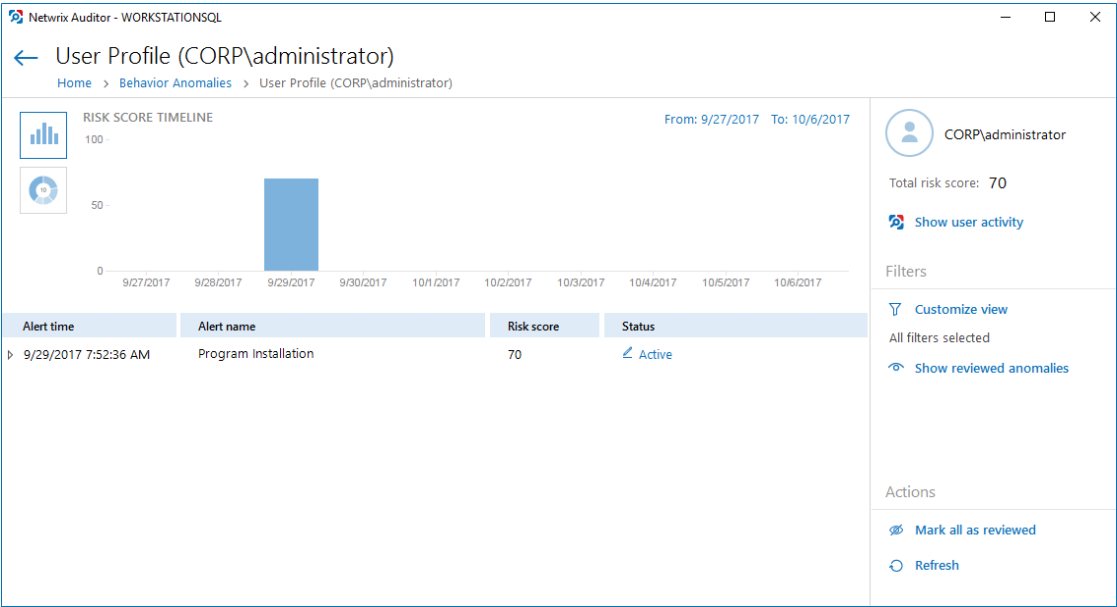 Netwrix Auditor - WORKSTATIONSQL
User Profile (CORP\administrator)
Home > Behavior Anomalies > User Profile (CORP\administrator)
RISK SCORE TIMELINE
From: 9/27/2017 To: 10/6/2017
100
50
0
9/27/2017 9/28/2017 9/29/2017 9/30/2017 10/1/2017 10/2/2017 10/3/2017 10/4/2017 10/5/2017 10/6/2017
Alert time Alert name Risk score Status
9/29/2017 7:52:36 AM Program Installation 70 Active
CORP\administrator
Total risk score: 70
Show user activity
Filters
Customize view
All filters selected
Show reviewed anomalies
Actions
Mark all as reviewed
Refresh